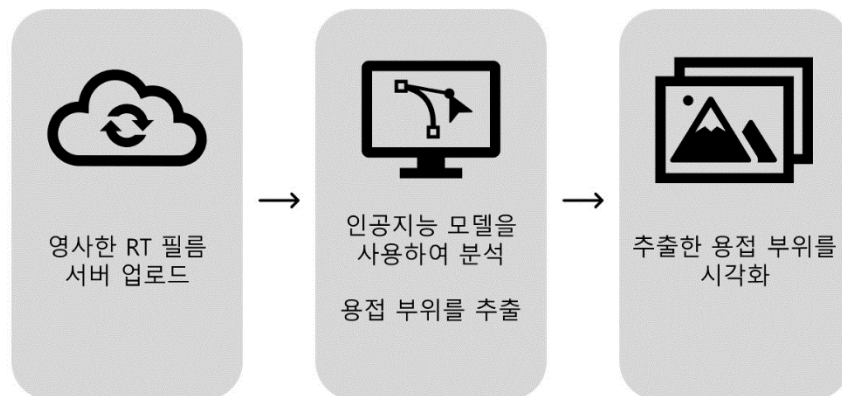 영사한 RT 필름
서버 업로드
인공지능 모델을
사용하여 분석
용접 부위를 추출
추출한 용접 부위를
시각화